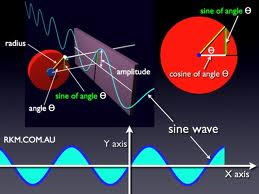 sine of angle Θ
radius
Θ
cosine of angle Θ
amplitude
sine of angle Θ
angle Θ
RKM.COM.AU
sine wave
Y axis
X axis